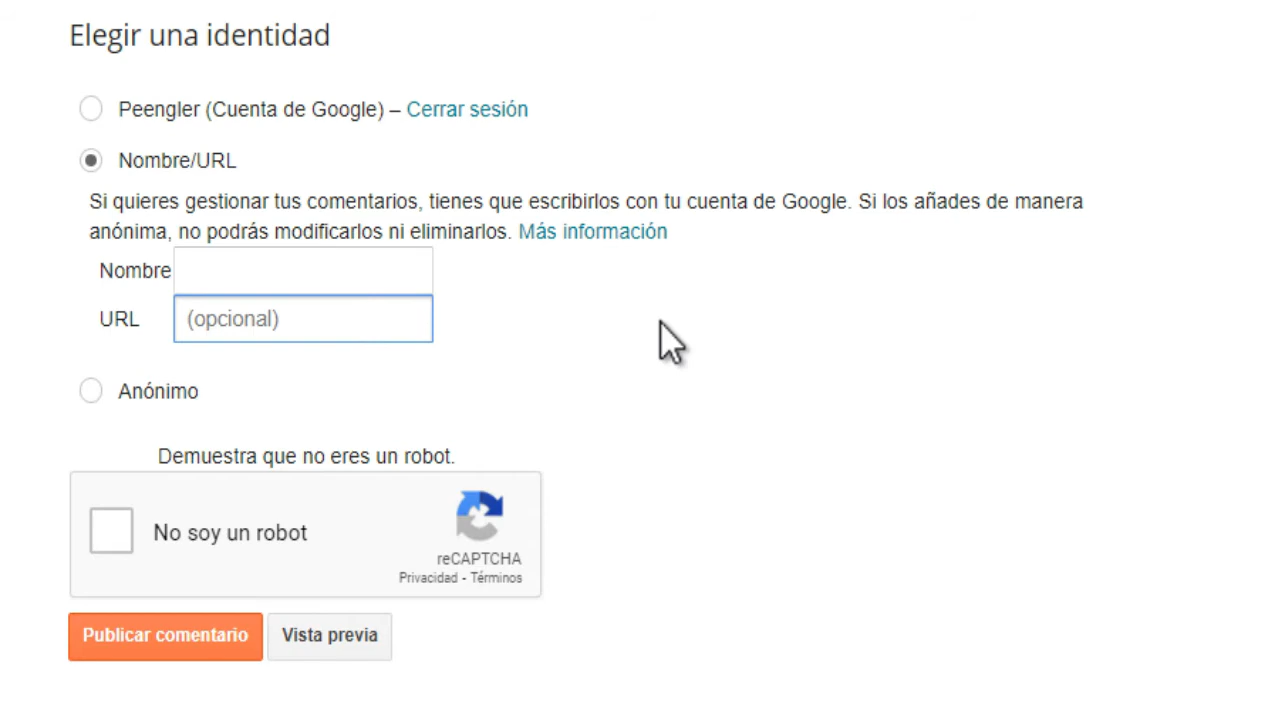 Elegir una identidad
Peengler (Cuenta de Google) – Cerrar sesión
Nombre/URL
Si quieres gestionar tus comentarios, tienes que escribirlos con tu cuenta de Google. Si los añades de manera
anónima, no podrás modificarlos ni eliminarlos. Más información
Nombre
URL (opcional)
Anónimo
Demuestra que no eres un robot.
No soy un robot
reCAPTCHA
Privacidad - Términos
Publicar comentario Vista previa